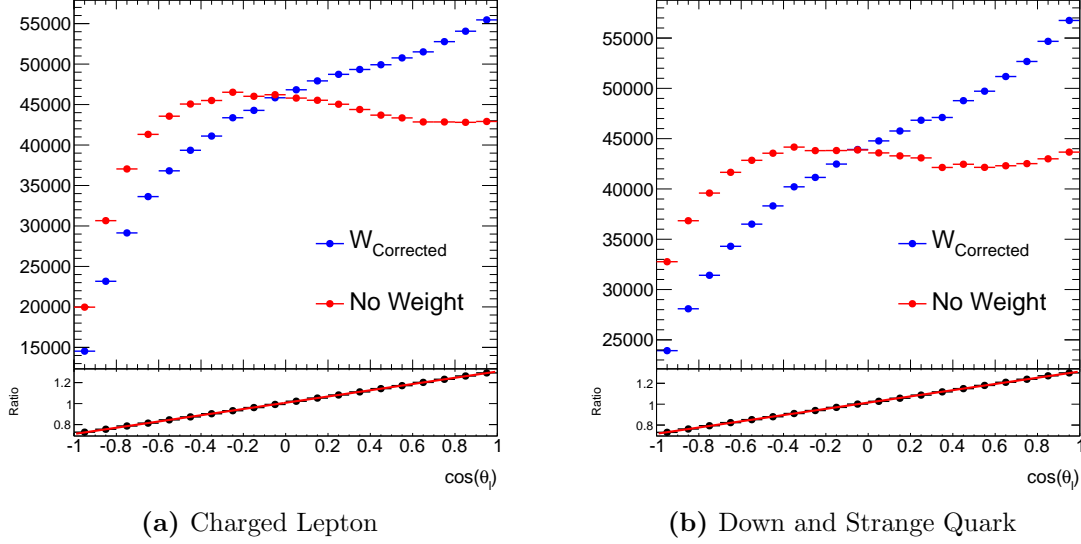 55000
50000
45000
40000
35000
30000
25000
20000
15000
W_Corrected
No Weight
Ratio
1.2
1
0.8
-1 -0.8 -0.6 -0.4 -0.2 0 0.2 0.4 0.6 0.8 1
cos(θ_l)
(a) Charged Lepton
55000
50000
45000
40000
35000
30000
25000
W_Corrected
No Weight
Ratio
1.2
1
0.8
-1 -0.8 -0.6 -0.4 -0.2 0 0.2 0.4 0.6 0.8 1
cos(θ_l)
(b) Down and Strange Quark